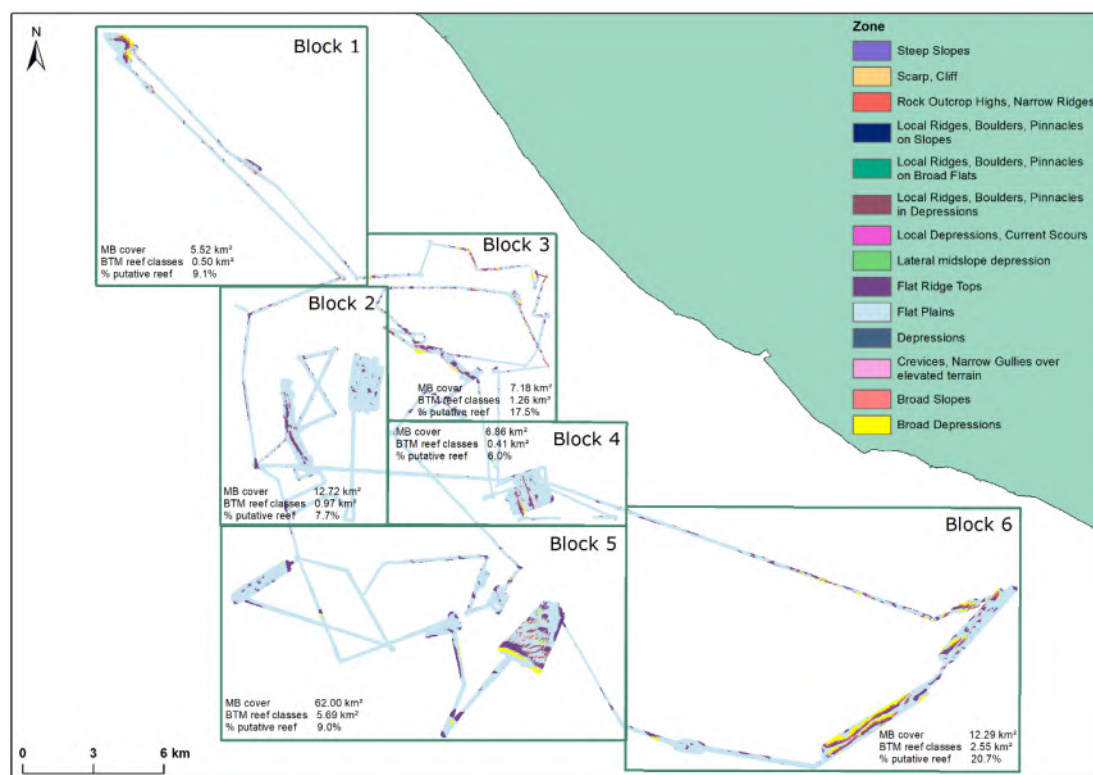 N
Block 1
MB cover 5.52 km²
BTM reef classes 0.50 km²
% putative reef 9.1%
Block 2
MB cover 12.72 km²
BTM reef classes 0.97 km²
% putative reef 7.7%
Block 3
MB cover 7.18 km²
BTM reef classes 1.26 km²
% putative reef 17.5%
Block 4
MB cover 6.86 km²
BTM reef classes 0.41 km²
% putative reef 6.0%
Block 5
MB cover 62.00 km²
BTM reef classes 5.69 km²
% putative reef 9.0%
Block 6
MB cover 12.29 km²
BTM reef classes 2.55 km²
% putative reef 20.7%
Zone
Steep Slopes
Scarp, Cliff
Rock Outcrop Highs, Narrow Ridges
Local Ridges, Boulders, Pinnacles
on Slopes
Local Ridges, Boulders, Pinnacles
on Broad Flats
Local Ridges, Boulders, Pinnacles
in Depressions
Local Depressions, Current Scours
Lateral midslope depression
Flat Ridge Tops
Flat Plains
Depressions
Crevices, Narrow Gullies over
elevated terrain
Broad Slopes
Broad Depressions
0 3 6 km